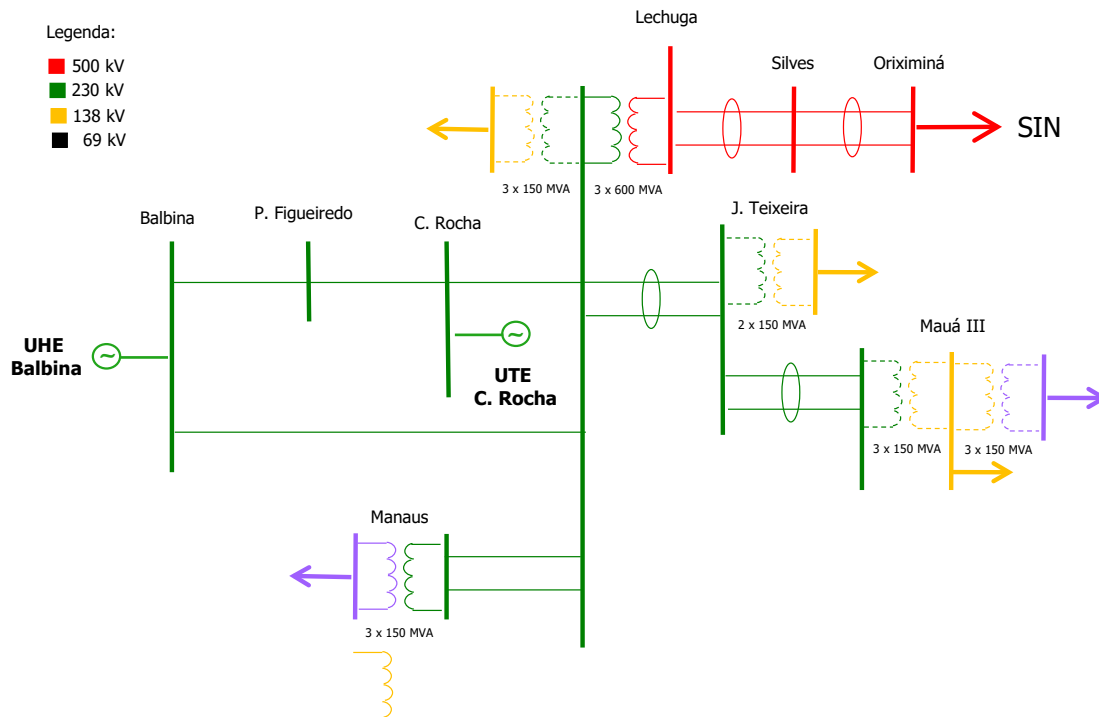 Lechuga
Legenda:
500 kV
230 kV
138 kV
69 kV
Silves
Oriximiná
SIN
3 x 150 MVA
3 x 600 MVA
J. Teixeira
Balbina
P. Figueiredo
C. Rocha
2 x 150 MVA
Mauá III
UHE
Balbina
~
~
UTE
C. Rocha
3 x 150 MVA
3 x 150 MVA
Manaus
3 x 150 MVA